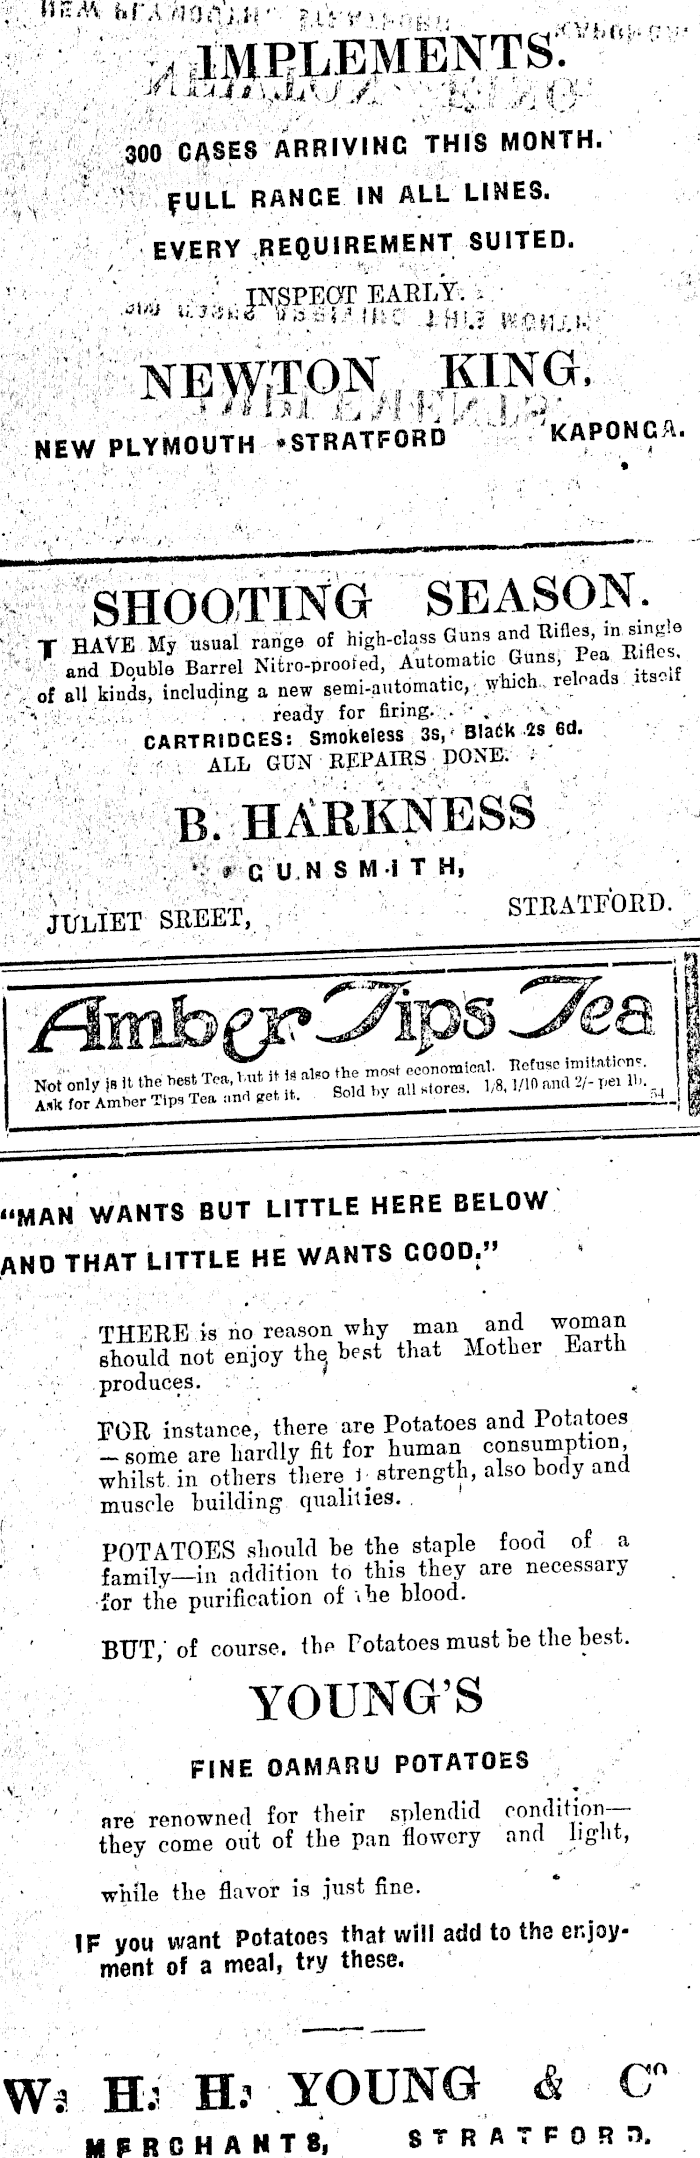 IMPLEMENTS.
300 CASES ARRIVING THIS MONTH.
FULL RANGE IN ALL LINES.
EVERY REQUIREMENT SUITED.
INSPECT EARLY.
NEWTON KING,
NEW PLYMOUTH STRATFORD KAPONGA.
SHOOTING SEASON.
I HAVE My usual range of high-class Guns and Rifles, in single
and Double Barrel Nitro-proofed, Automatic Guns, Pea Rifles,
of all kinds, including a new semi-automatic, which reloads itself
ready for firing.
CARTRIDGES: Smokeless 3s, Black 2s 6d.
ALL GUN REPAIRS DONE.
B. HARKNESS
GUNSMITH,
JULIET SREET, STRATFORD.
Amber Tips Tea
Not only is it the best Tea, but it is also the most economical. Refuse imitations.
Ask for Amber Tips Tea and get it. Sold by all stores. 1/8, 1/10 and 2/- per lb.
54
"MAN WANTS BUT LITTLE HERE BELOW
AND THAT LITTLE HE WANTS GOOD."
THERE is no reason why man and woman
should not enjoy the best that Mother Earth
produces.
FOR instance, there are Potatoes and Potatoes
—some are hardly fit for human consumption,
whilst in others there i strength, also body and
muscle building qualities.
POTATOES should be the staple food of a
family—in addition to this they are necessary
for the purification of the blood.
BUT, of course, the Potatoes must be the best.
YOUNG'S
FINE OAMARU POTATOES
are renowned for their splendid condition—
they come out of the pan flowery and light,
while the flavor is just fine.
IF you want Potatoes that will add to the enjoy-
ment of a meal, try these.
W. H. H. YOUNG & Co
MERCHANTS, STRATFORD.